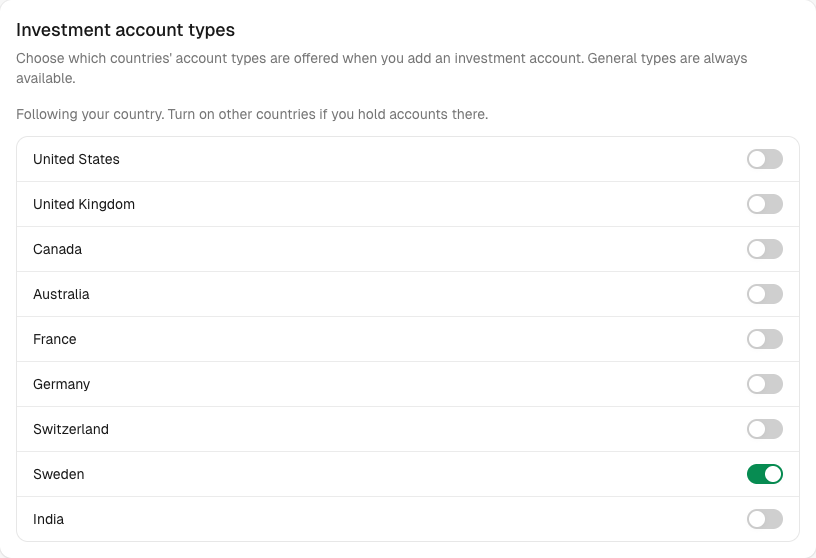 Investment account types
Choose which countries' account types are offered when you add an investment account. General types are always
available.
Following your country. Turn on other countries if you hold accounts there.
United States
United Kingdom
Canada
Australia
France
Germany
Switzerland
Sweden
India